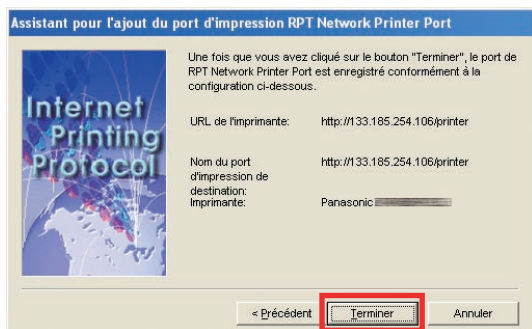 Assistant pour l'ajout du port d'impression RPT Network Printer Port
Internet
Printing
Protocol
Une fois que vous avez cliqué sur le bouton "Terminer", le port de
RPT Network Printer Port est enregistré conformément à la
configuration ci-dessous.
URL de l'imprimante: http://133.185.254.106/printer
Nom du port http://133.185.254.106/printer
d'impression de
destination:
Imprimante: Panasonic
< Précédent Terminer Annuler